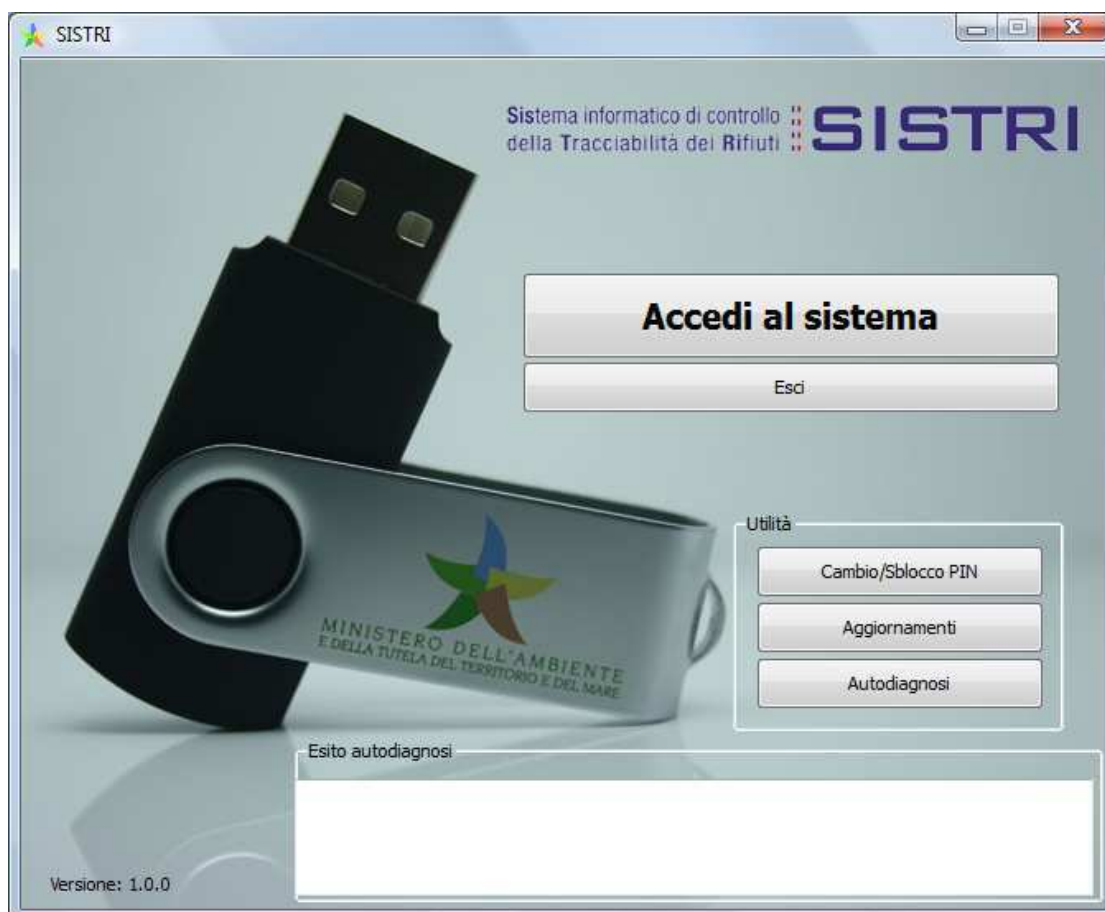 SISTRI
Sistema informatico di controllo
della Tracciabilità dei Rifiuti
SISTRI
Accedi al sistema
Esci
Utilità
Cambio/Sblocco PIN
Aggiornamenti
Autodiagnosi
MINISTERO DELL'AMBIENTE
E DELLA TUTELA DEL TERRITORIO E DEL MARE
Esito autodiagnosi
Versione: 1.0.0